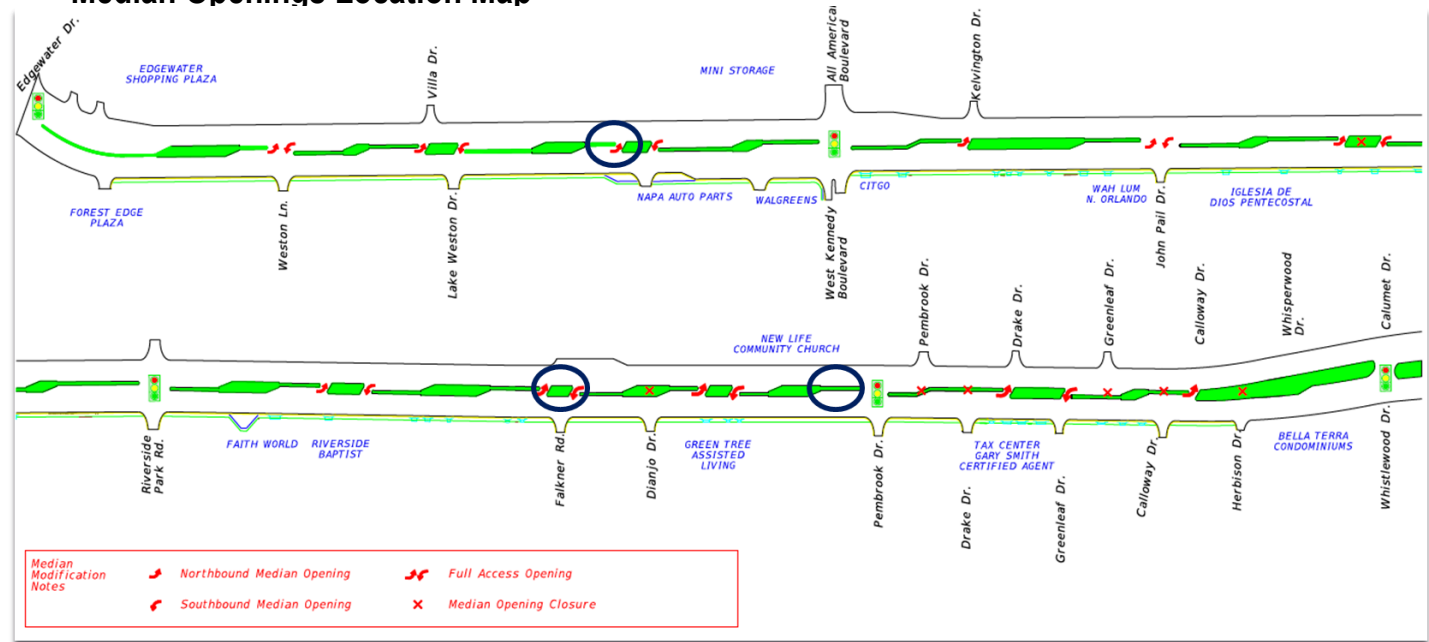 Median Openings Location Map
Edgewater Dr.
EDGEWATER
SHOPPING PLAZA
Villa Dr.
MINI STORAGE
All America
Boulevard
Kelvington Dr.
FOREST EDGE
PLAZA
Weston Ln.
Lake Weston Dr.
NAPA AUTO PARTS
WALGREENS
West Kennedy
Boulevard
CITGO
WAH LUM
N. ORLANDO
John Pail Dr.
IGLESIA DE
DIOS PENTECOSTAL
NEW LIFE
COMMUNITY CHURCH
Pembrook Dr.
Drake Dr.
Greenleaf Dr.
Calloway Dr.
Whisperwood
Dr.
Calumet Dr.
Riverside
Park Rd.
FAITH WORLD
RIVERSIDE
BAPTIST
Falkner Rd.
Dianjo Dr.
GREEN TREE
ASSISTED
LIVING
Pembrook Dr.
Drake Dr.
TAX CENTER
GARY SMITH
CERTIFIED AGENT
Greenleaf Dr.
Calloway Dr.
Herbison Dr.
BELLA TERRA
CONDOMINIUMS
Whistlewood Dr.
Median
Modification
Notes
Northbound Median Opening
Full Access Opening
Southbound Median Opening
Median Opening Closure